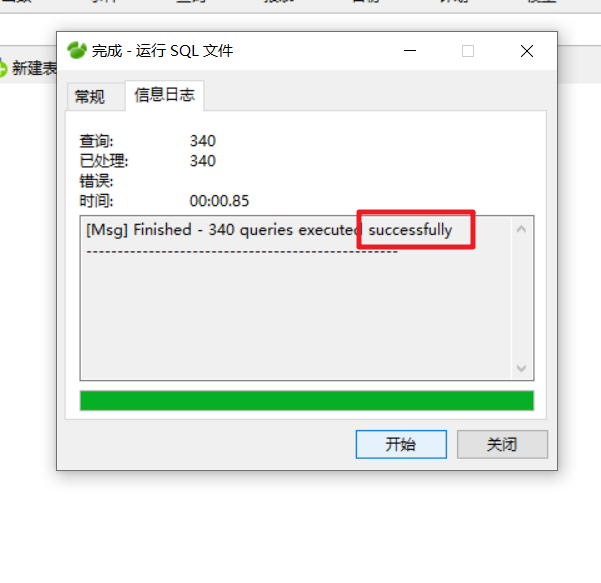 新建表
完成 - 运行 SQL 文件
常规 信息日志
查询: 340
已处理: 340
错误:
时间: 00:00.85
[Msg] Finished - 340 queries executed successfully
--------------------------------------------------
开始 关闭